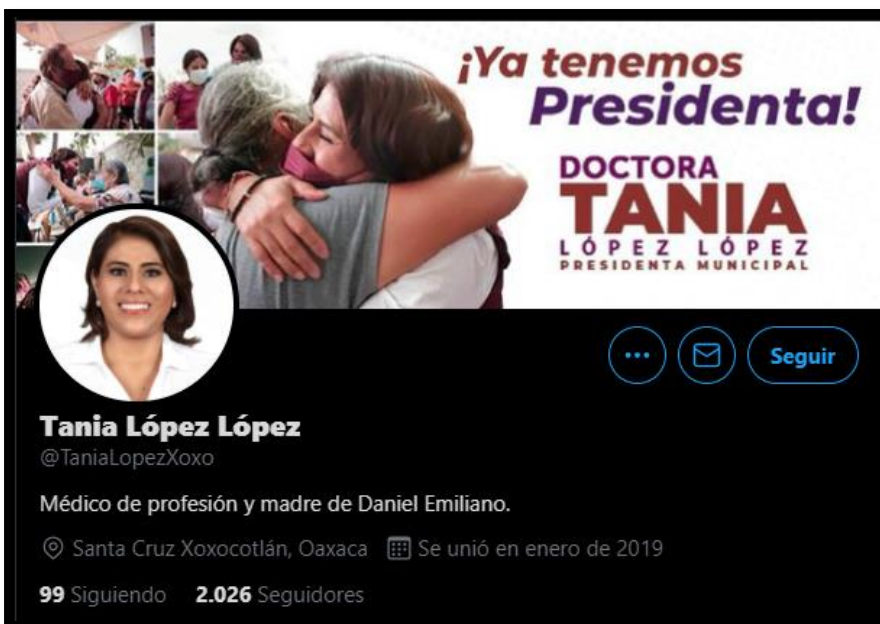 ¡Ya tenemos
Presidenta!
DOCTORA
TANIA
LÓPEZ LÓPEZ
PRESIDENTA MUNICIPAL
Seguir
Tania López López
@TaniaLopezXoxo
Médico de profesión y madre de Daniel Emiliano.
Santa Cruz Xoxocotlán, Oaxaca Se unió en enero de 2019
99 Siguiendo 2.026 Seguidores